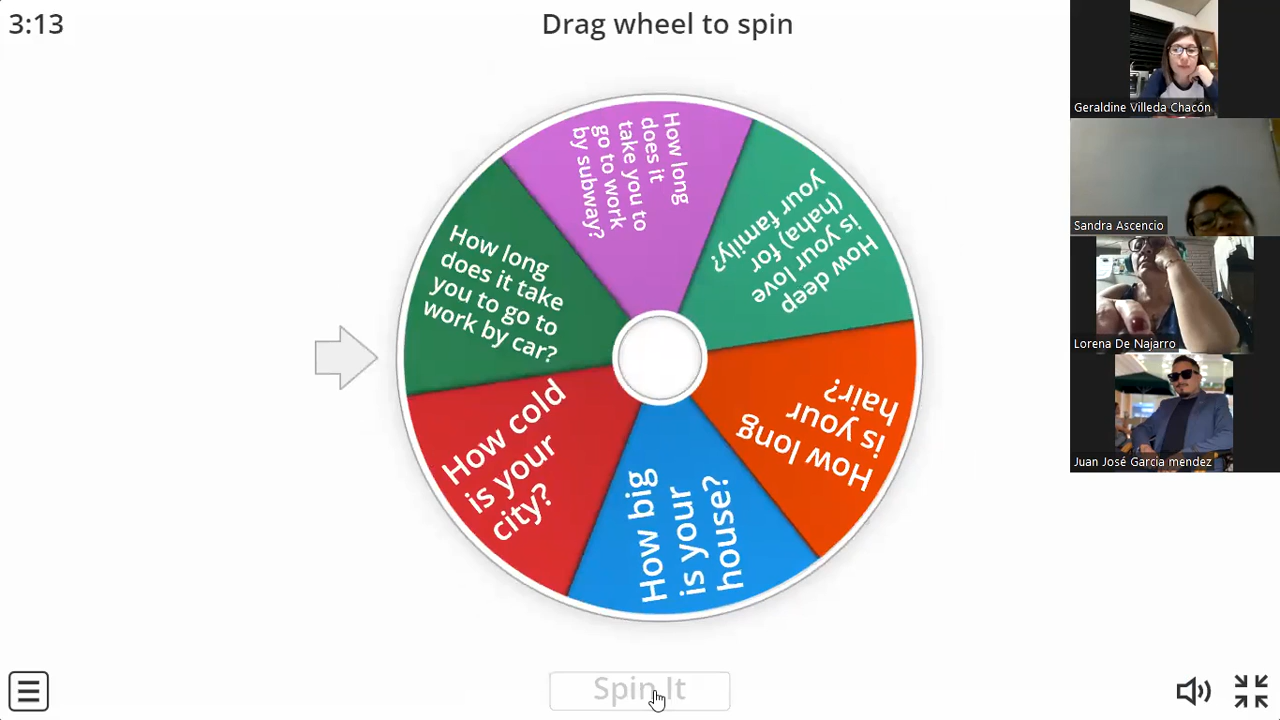 3:13
Drag wheel to spin
How long
does it
take you to
go to work
by subway?
How deep
is your love
(haha) for
your family?
How long
is your
hair?
How big
is your
house?
How cold
is your
city?
How long
does it take
you to go to
work by car?
Spin It
Geraldine Villeda Chacón
Sandra Ascencio
Lorena De Najarro
Juan José Garcia mendez